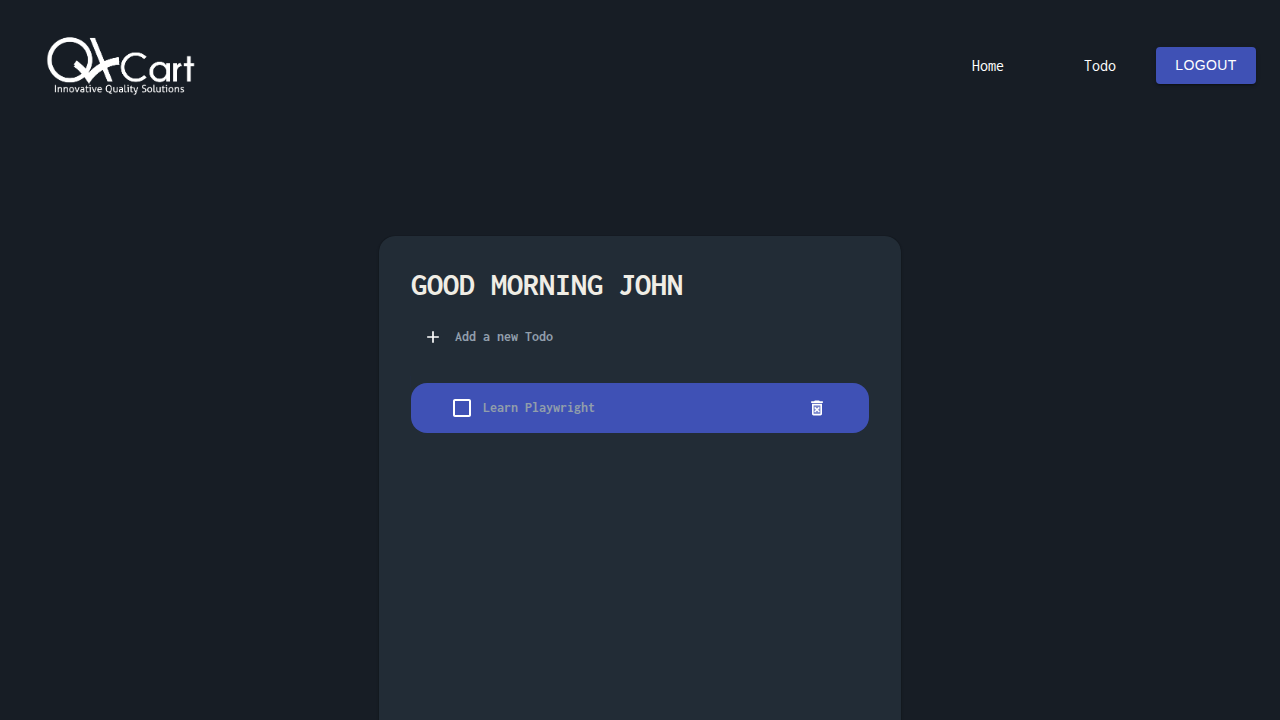 QACart
Innovative Quality Solutions
Home
Todo
LOGOUT
GOOD MORNING JOHN
Add a new Todo
Learn Playwright